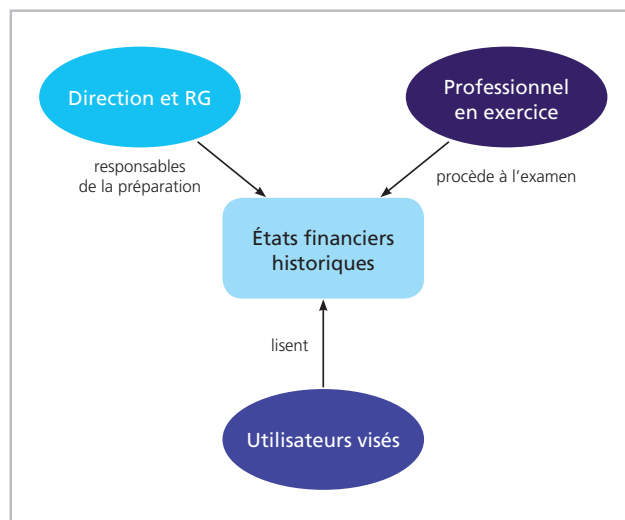 Direction et RG
Professionnel
en exercice
responsables
de la préparation
procède à l’examen
États financiers
historiques
lisent
Utilisateurs visés